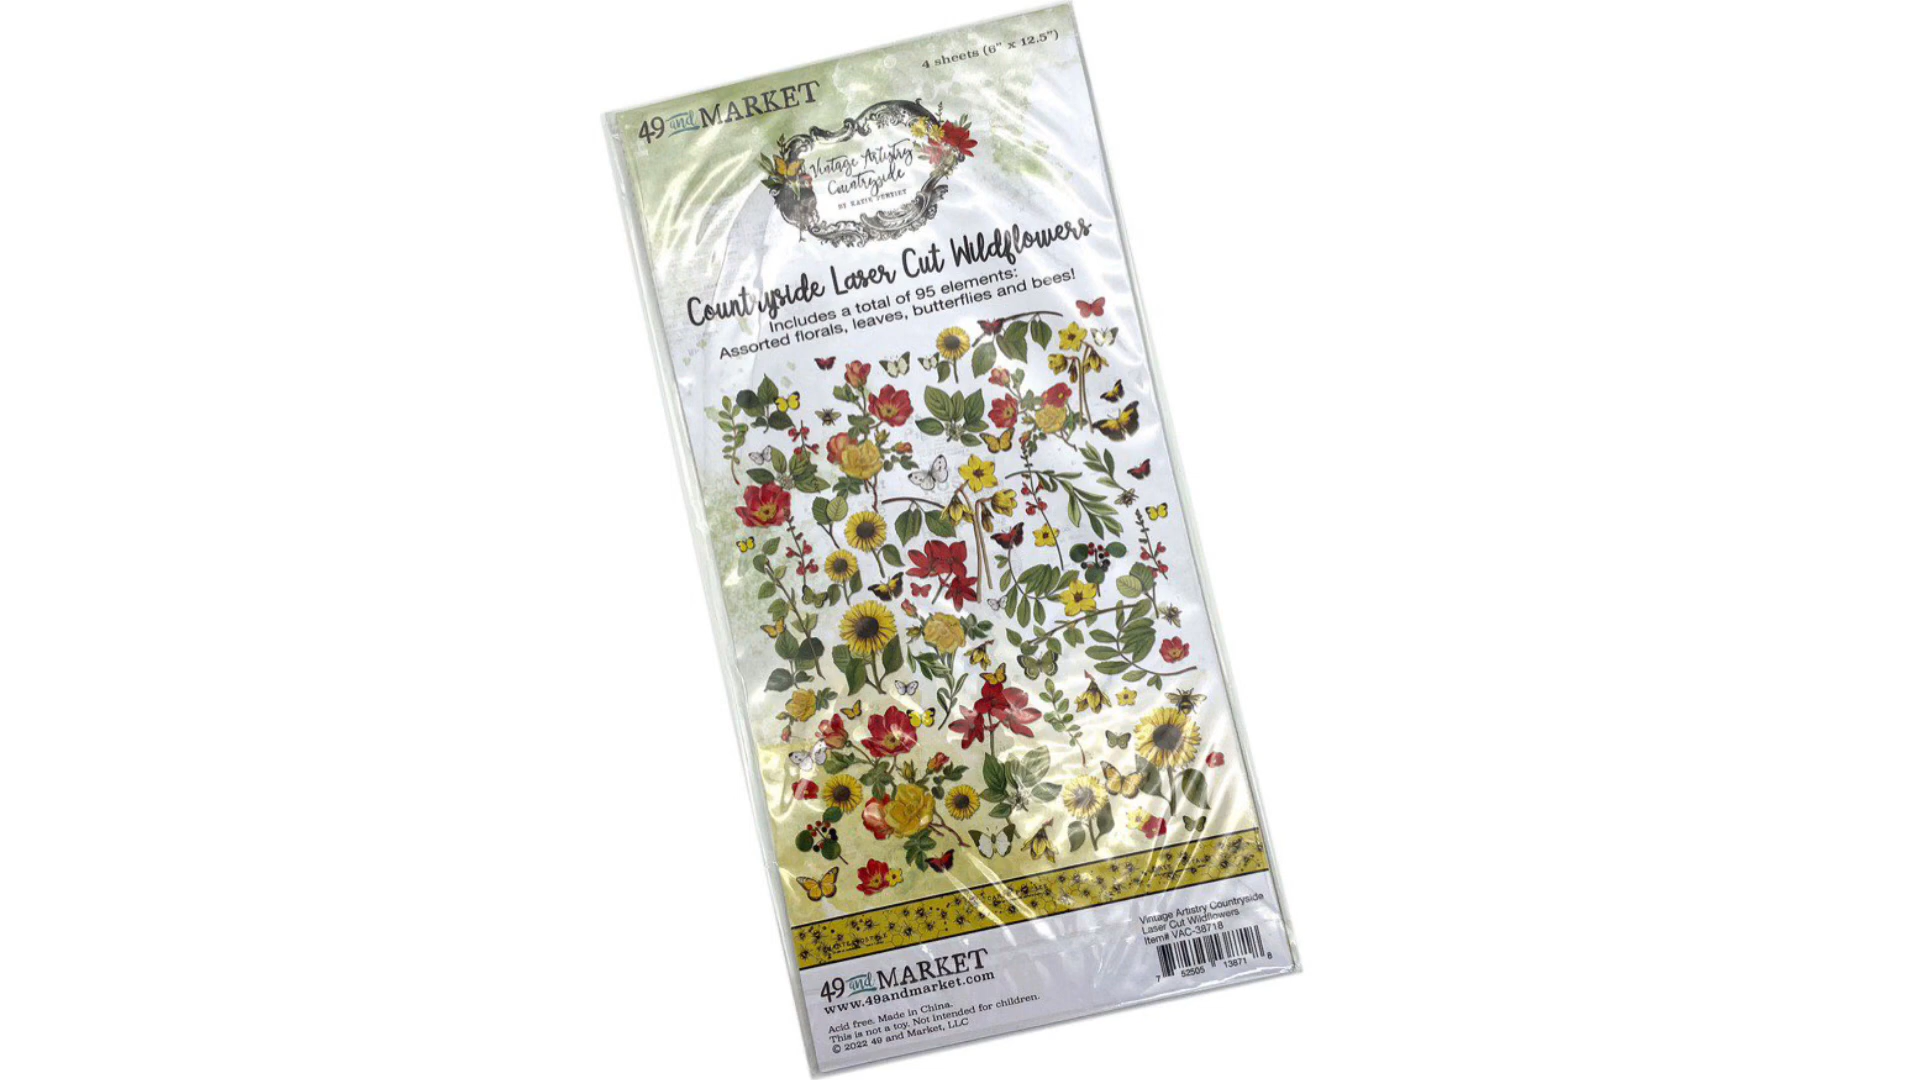 4 sheets (6" x 12.5")
49 and MARKET
Vintage Artistry
Countryside
Countryside Laser Cut Wildflowers
Includes a total of 95 elements:
Assorted florals, leaves, butterflies and bees!
Vintage Artistry Countryside
Laser Cut Wildflowers
Item# VAC-38718
7 52505 13871 8
49 and MARKET
www.49andmarket.com
Acid free. Made in China.
This is not a toy. Not intended for children.
© 2022 49 and Market, LLC